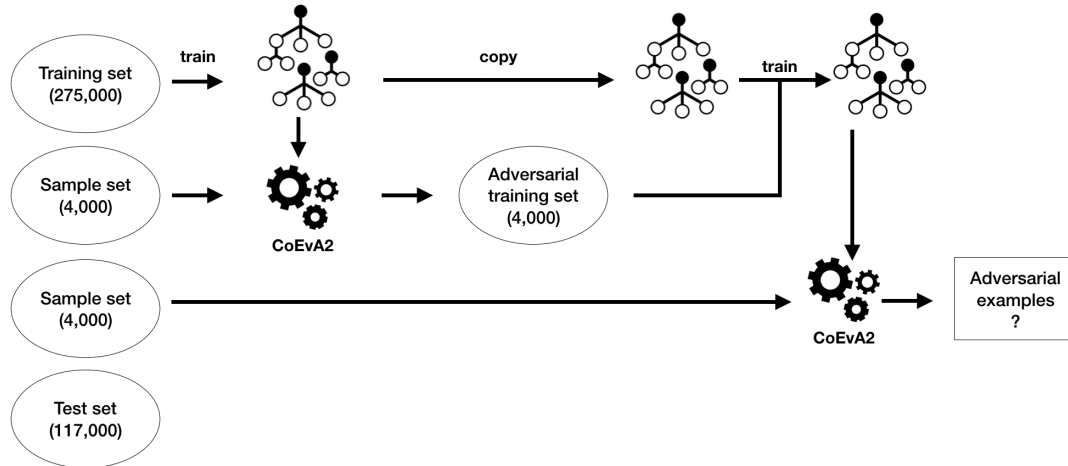 train
copy
train
Training set
(275,000)
Sample set
(4,000)
CoEvA2
Adversarial
training set
(4,000)
Sample set
(4,000)
CoEvA2
Adversarial
examples
?
Test set
(117,000)